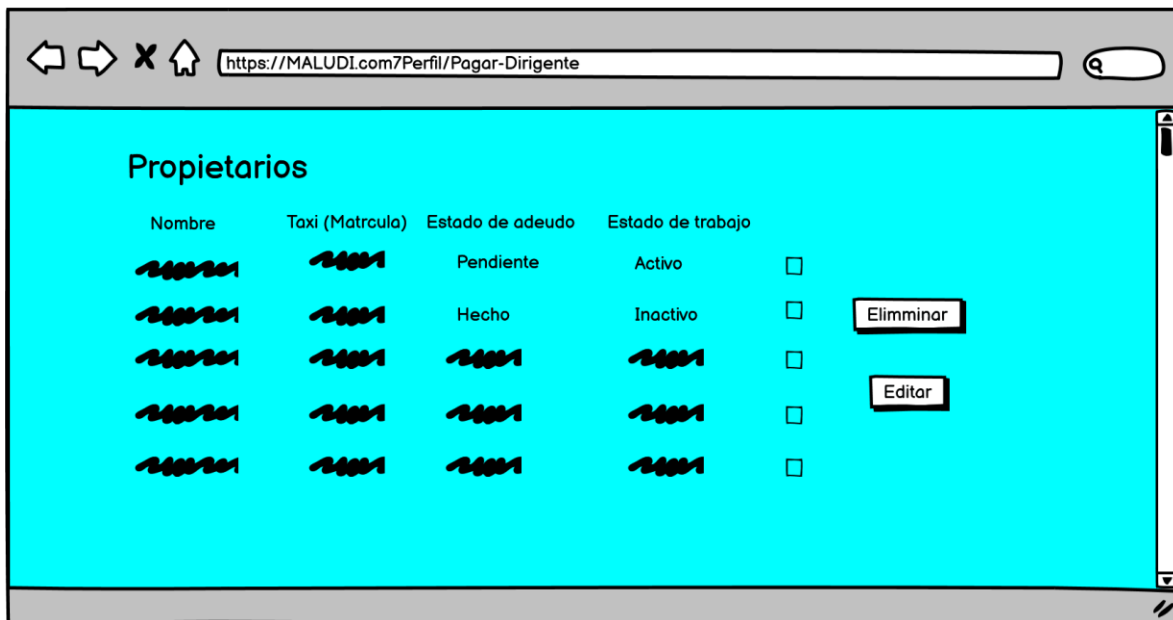 https://MALUDI.com7Perfil/Pagar-Dirigente
Propietarios
Nombre Taxi (Matrcula) Estado de adeudo Estado de trabajo
Pendiente Activo
Hecho Inactivo
Elimminar
Editar